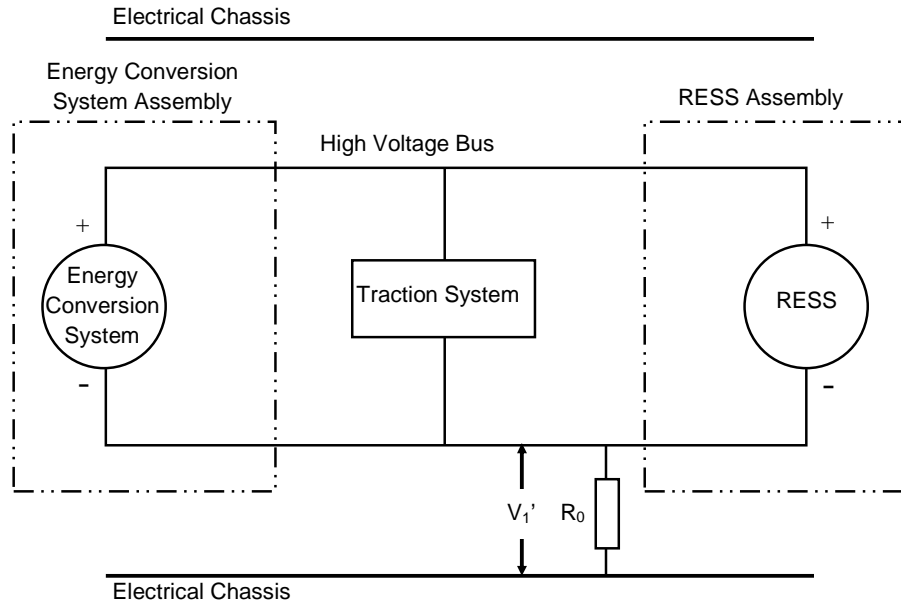 Electrical Chassis
Energy Conversion
System Assembly
RESS Assembly
High Voltage Bus
+
+
Energy
Conversion
System
Traction System
RESS
-
-
V₁’
R₀
Electrical Chassis